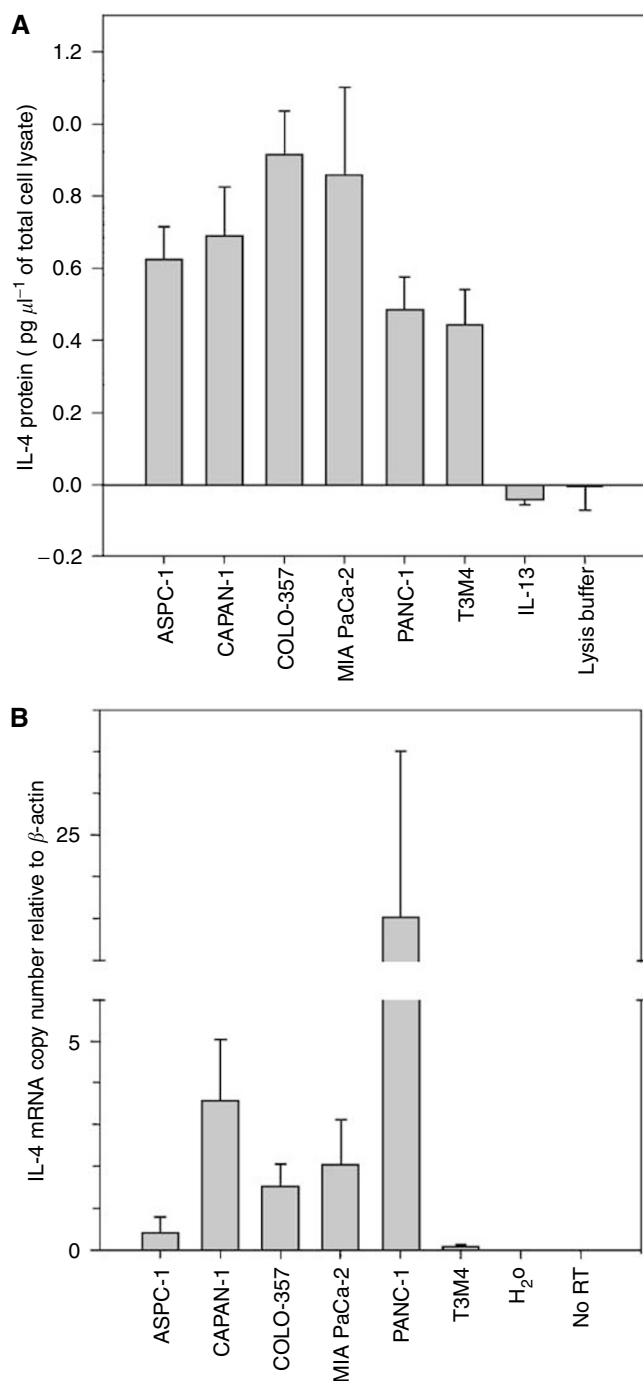 A
IL-4 protein ( pg µl⁻¹ of total cell lysate)
1.2
0.0
0.8
0.6
0.4
0.2
0.0
−0.2
ASPC-1
CAPAN-1
COLO-357
MIA PaCa-2
PANC-1
T3M4
IL-13
Lysis buffer
B
IL-4 mRNA copy number relative to β-actin
25
5
0
ASPC-1
CAPAN-1
COLO-357
MIA PaCa-2
PANC-1
T3M4
H₂o
No RT